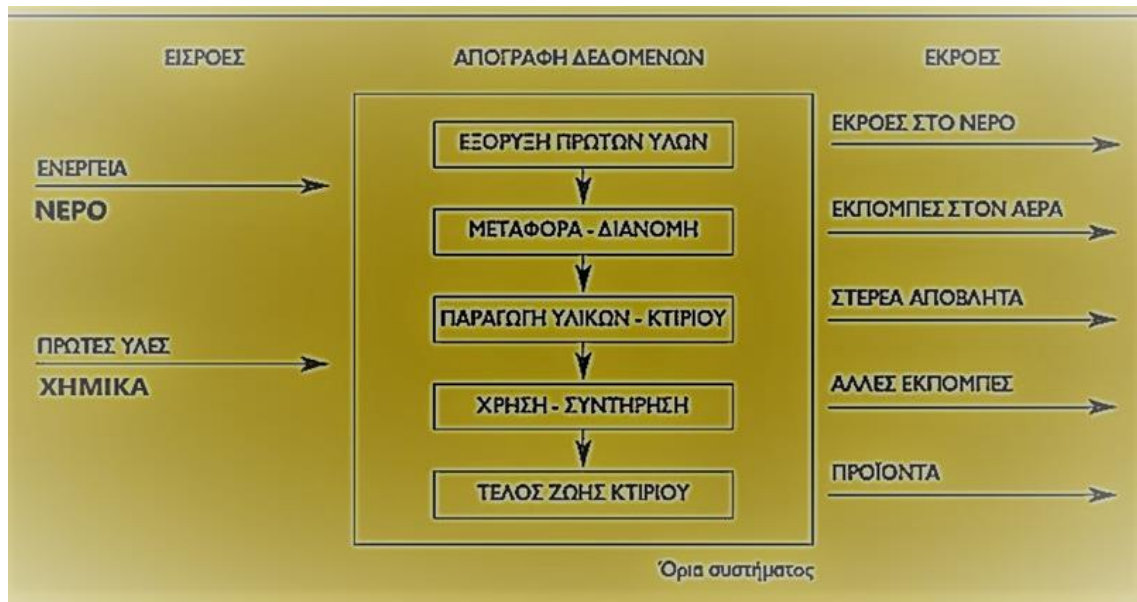 ΕΙΣΡΟΕΣ
ΑΠΟΓΡΑΦΗ ΔΕΔΟΜΕΝΩΝ
ΕΚΡΟΕΣ
ΕΝΕΡΓΕΙΑ
ΝΕΡΟ
ΠΡΩΤΕΣ ΥΛΕΣ
ΧΗΜΙΚΑ
ΕΞΟΡΥΞΗ ΠΡΩΤΩΝ ΥΛΩΝ
ΜΕΤΑΦΟΡΑ - ΔΙΑΝΟΜΗ
ΠΑΡΑΓΩΓΗ ΥΛΙΚΩΝ - ΚΤΙΡΙΟΥ
ΧΡΗΣΗ - ΣΥΝΤΗΡΗΣΗ
ΤΕΛΟΣ ΖΩΗΣ ΚΤΙΡΙΟΥ
ΕΚΡΟΕΣ ΣΤΟ ΝΕΡΟ
ΕΚΠΟΜΠΕΣ ΣΤΟΝ ΑΕΡΑ
ΣΤΕΡΕΑ ΑΠΟΒΛΗΤΑ
ΑΛΛΕΣ ΕΚΠΟΜΠΕΣ
ΠΡΟΪΟΝΤΑ
Όρια συστήματος